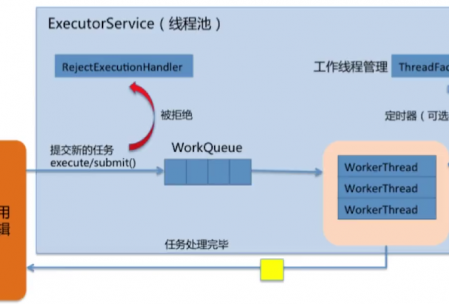 ExecutorService（线程池）
RejectExecutionHandler
工作线程管理
ThreadFac
被拒绝
定时器（可选
提交新的任务
execute/submit()
WorkQueue
WorkerThread
WorkerThread
WorkerThread
用
辑
任务处理完毕